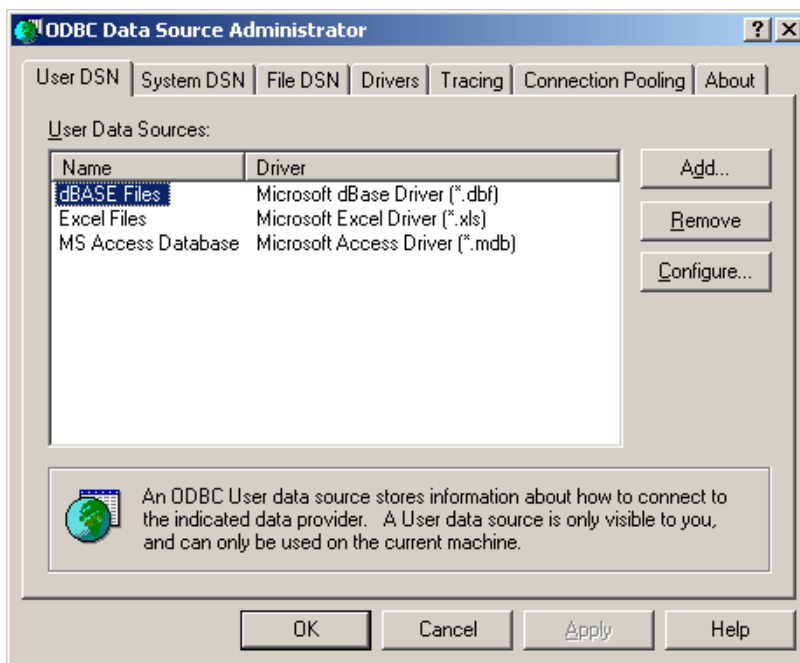 ODBC Data Source Administrator
User DSN System DSN File DSN Drivers Tracing Connection Pooling About
User Data Sources:
Name Driver
dBASE Files Microsoft dBase Driver (*.dbf)
Excel Files Microsoft Excel Driver (*.xls)
MS Access Database Microsoft Access Driver (*.mdb)
Add...
Remove
Configure...
An ODBC User data source stores information about how to connect to
the indicated data provider. A User data source is only visible to you,
and can only be used on the current machine.
OK Cancel Apply Help